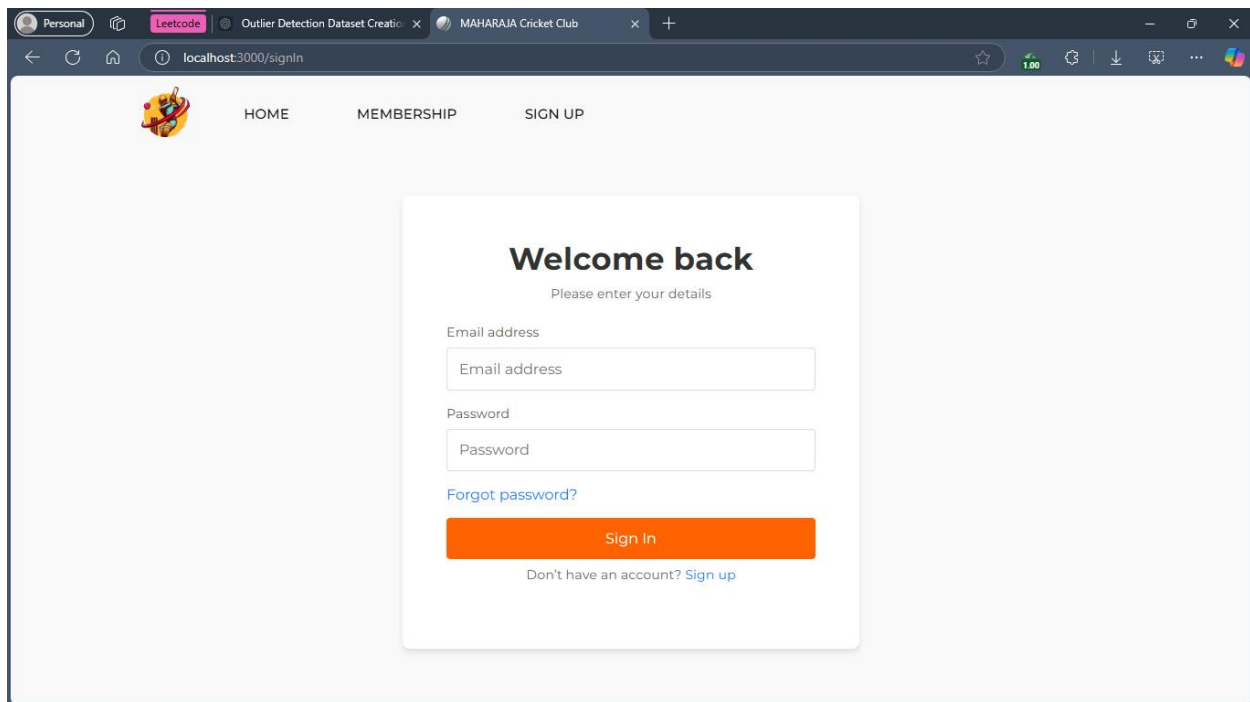 Personal Leetcode Outlier Detection Dataset Creatio MAHARAJA Cricket Club
localhost:3000/signIn 1.00
HOME MEMBERSHIP SIGN UP
Welcome back
Please enter your details
Email address
Email address
Password
Password
Forgot password?
Sign In
Don't have an account? Sign up